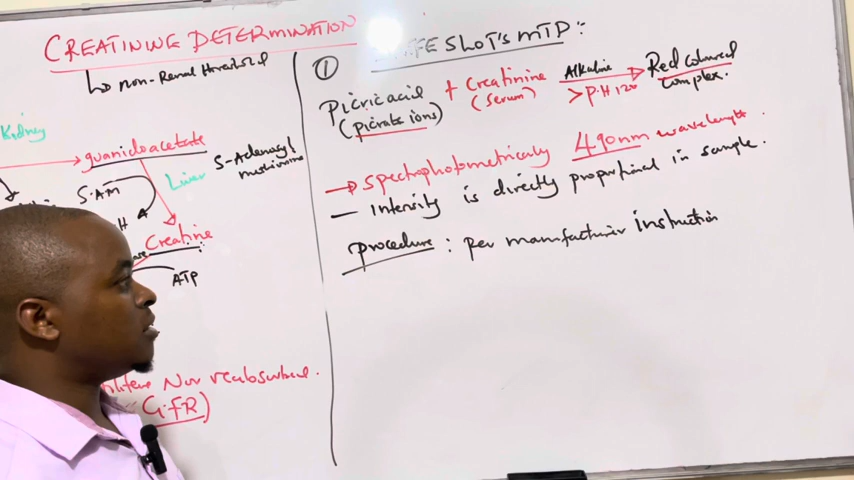 CREATININE DETERMINATION
non-Renal threshold
Kidney
guanidoacetate
S-Adenosyl
methionine
S.AM
Liver
H
Creatine
ATP
Non reabsorbed.
G.fR)
①
SLOT'S MTD :
Picric acid + Creatinine Alkaline Red coloured
(picrate ions) (serum) > P.H 12.0 complex.
→ Spectrophotometrically 490nm wavelength.
— Intensity is directly proportional in sample.
procedure : per manufacturer instruction